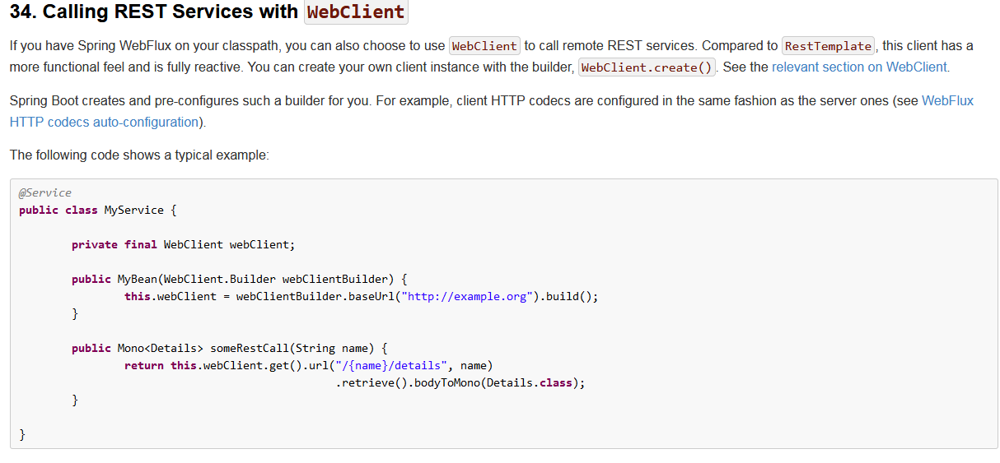 34. Calling REST Services with WebClient
If you have Spring WebFlux on your classpath, you can also choose to use WebClient to call remote REST services. Compared to RestTemplate, this client has a
more functional feel and is fully reactive. You can create your own client instance with the builder, WebClient.create(). See the relevant section on WebClient.
Spring Boot creates and pre-configures such a builder for you. For example, client HTTP codecs are configured in the same fashion as the server ones (see WebFlux
HTTP codecs auto-configuration).
The following code shows a typical example:
@Service
public class MyService {
private final WebClient webClient;
public MyBean(WebClient.Builder webClientBuilder) {
this.webClient = webClientBuilder.baseUrl("http://example.org").build();
}
public Mono<Details> someRestCall(String name) {
return this.webClient.get().url("/{name}/details", name)
.retrieve().bodyToMono(Details.class);
}
}